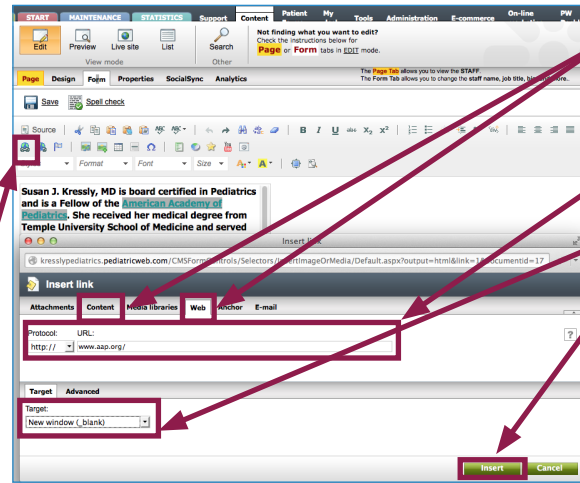 START MAINTENANCE STATISTICS Support Content Patient My Tools Administration E-commerce On-line PW
Edit Preview Live site List Search
View mode Other
Not finding what you want to edit?
Check the instructions below for
Page or Form tabs in EDIT mode.
Page Design Form Properties SocialSync Analytics
The Page Tab allows you to view the STAFF.
The Form Tab allows you to change the staff name, job title, more..
Save Spell check
Source B I U abc X₂ X²
Format Font Size A A
Susan J. Kressly, MD is board certified in Pediatrics
and is a Fellow of the American Academy of
Pediatrics. She received her medical degree from
Temple University School of Medicine and served
Insert link
kresslypediatrics.pediatricweb.com/CMSFormControls/Selectors/InsertImageOrMedia/Default.aspx?output=html&link=1&documentid=17
Insert link
Attachments Content Media libraries Web Anchor E-mail
Protocol: URL:
http:// www.aap.org/
?
Target Advanced
Target:
New window (_blank)
Insert Cancel